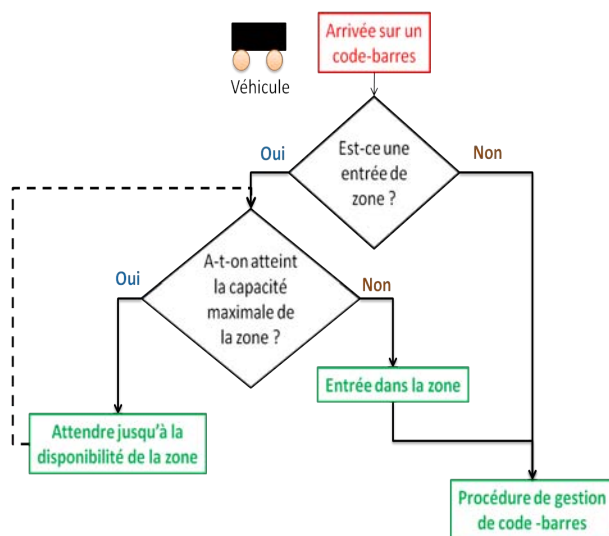 Arrivée sur un
code-barres
Véhicule
Est-ce une
entrée de
zone ?
Oui
Non
A-t-on atteint
la capacité
maximale de
la zone ?
Oui
Non
Entrée dans la zone
Attendre jusqu'à la
disponibilité de la zone
Procédure de gestion
de code -barres